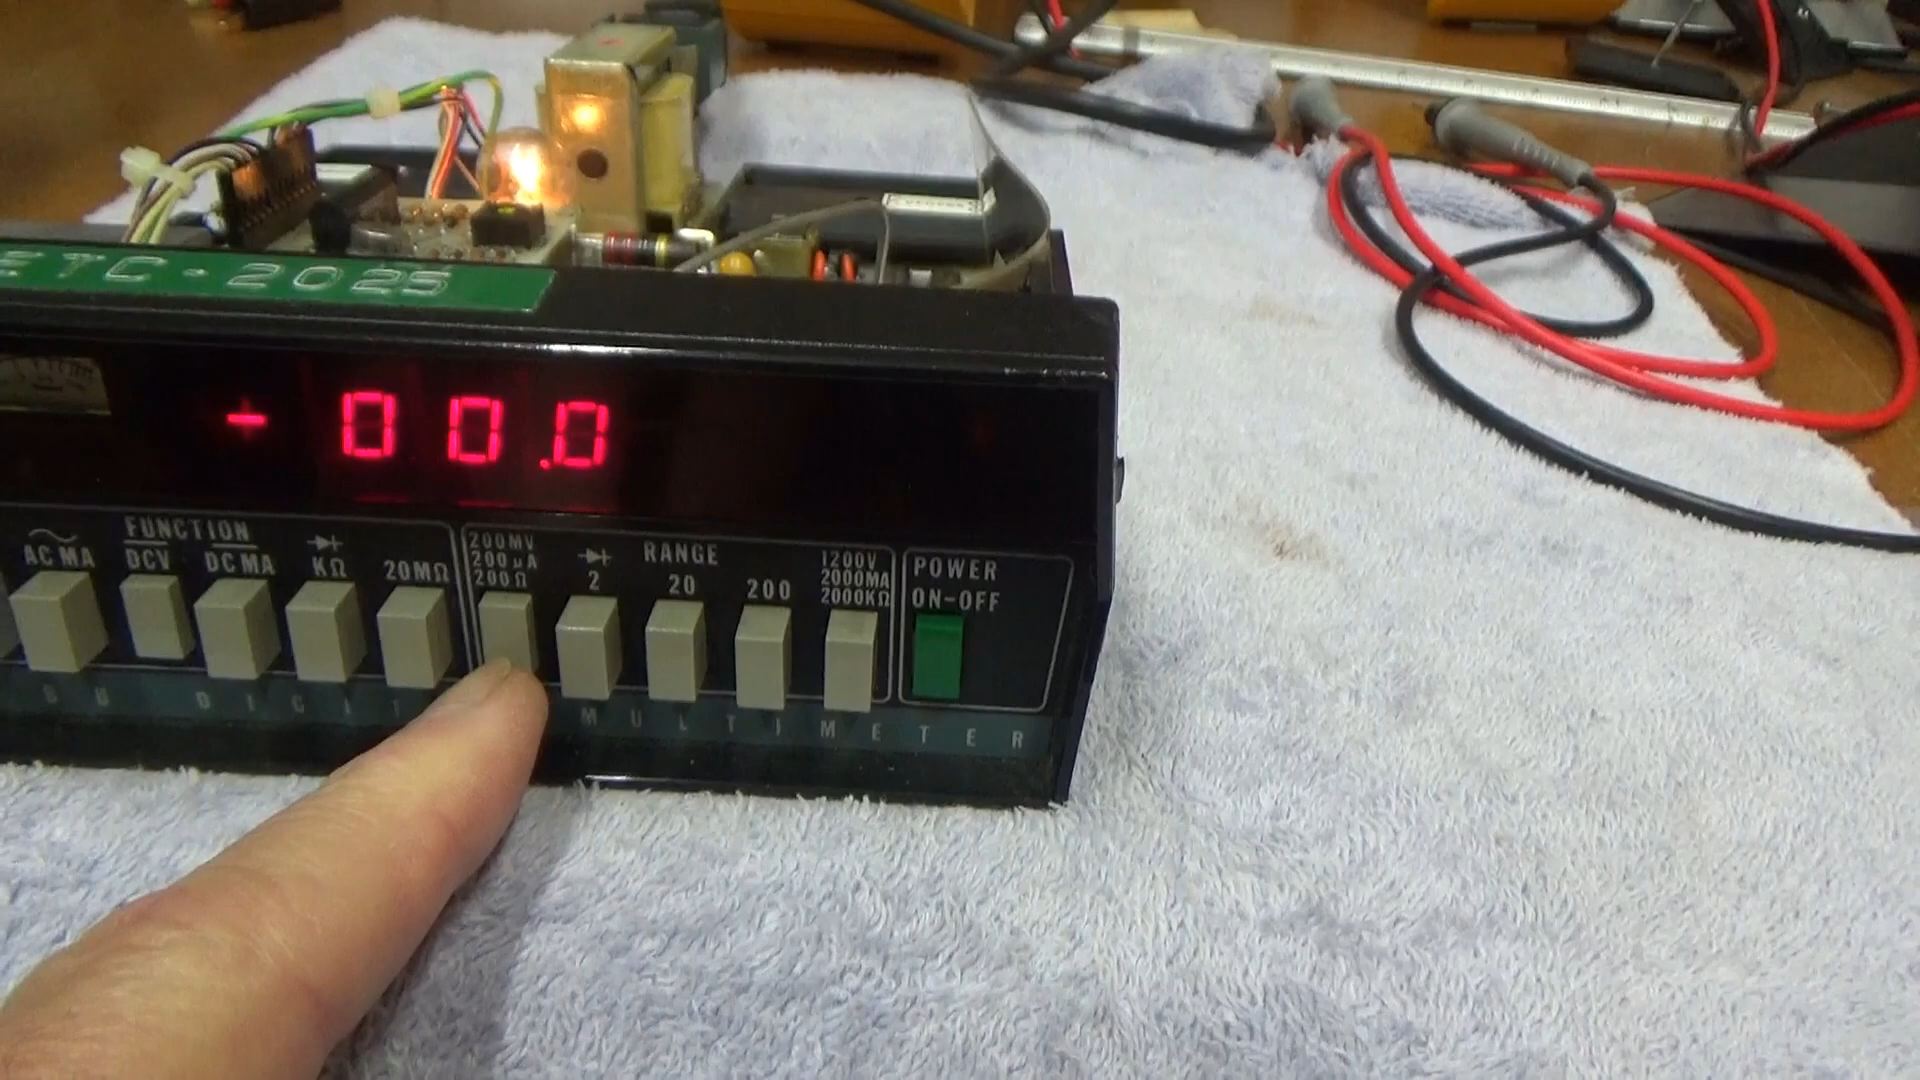 ETC·2025
-00.0
FUNCTION
AC MA
DCV
DC MA
KΩ
20MΩ
200MV
200µA
200Ω
RANGE
2
20
200
1200V
2000MA
2000KΩ
POWER
ON-OFF
MULTIMETER